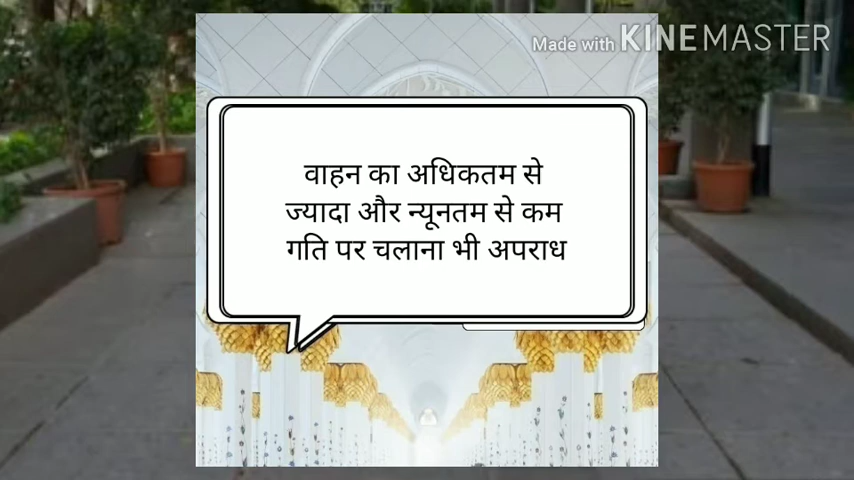 Made with KINEMASTER
वाहन का अधिकतम से
ज्यादा और न्यूनतम से कम
गति पर चलाना भी अपराध